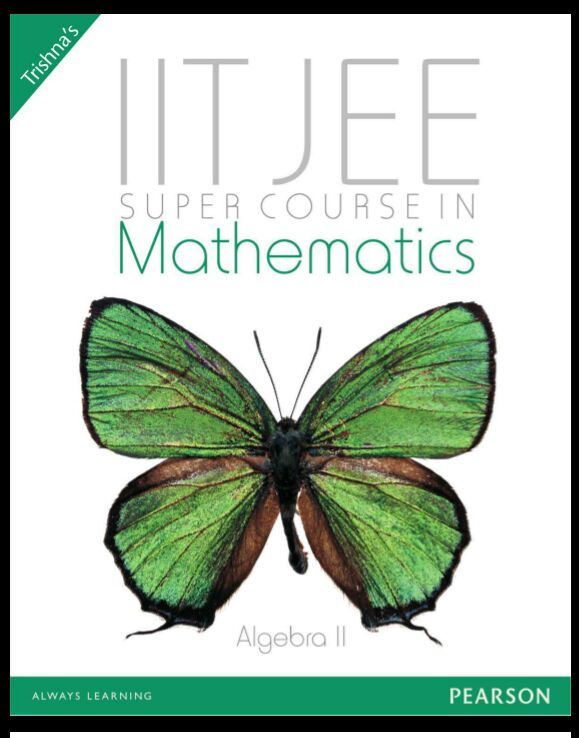 Trishna's
IIT JEE
SUPER COURSE IN
Mathematics
Algebra II
ALWAYS LEARNING
PEARSON